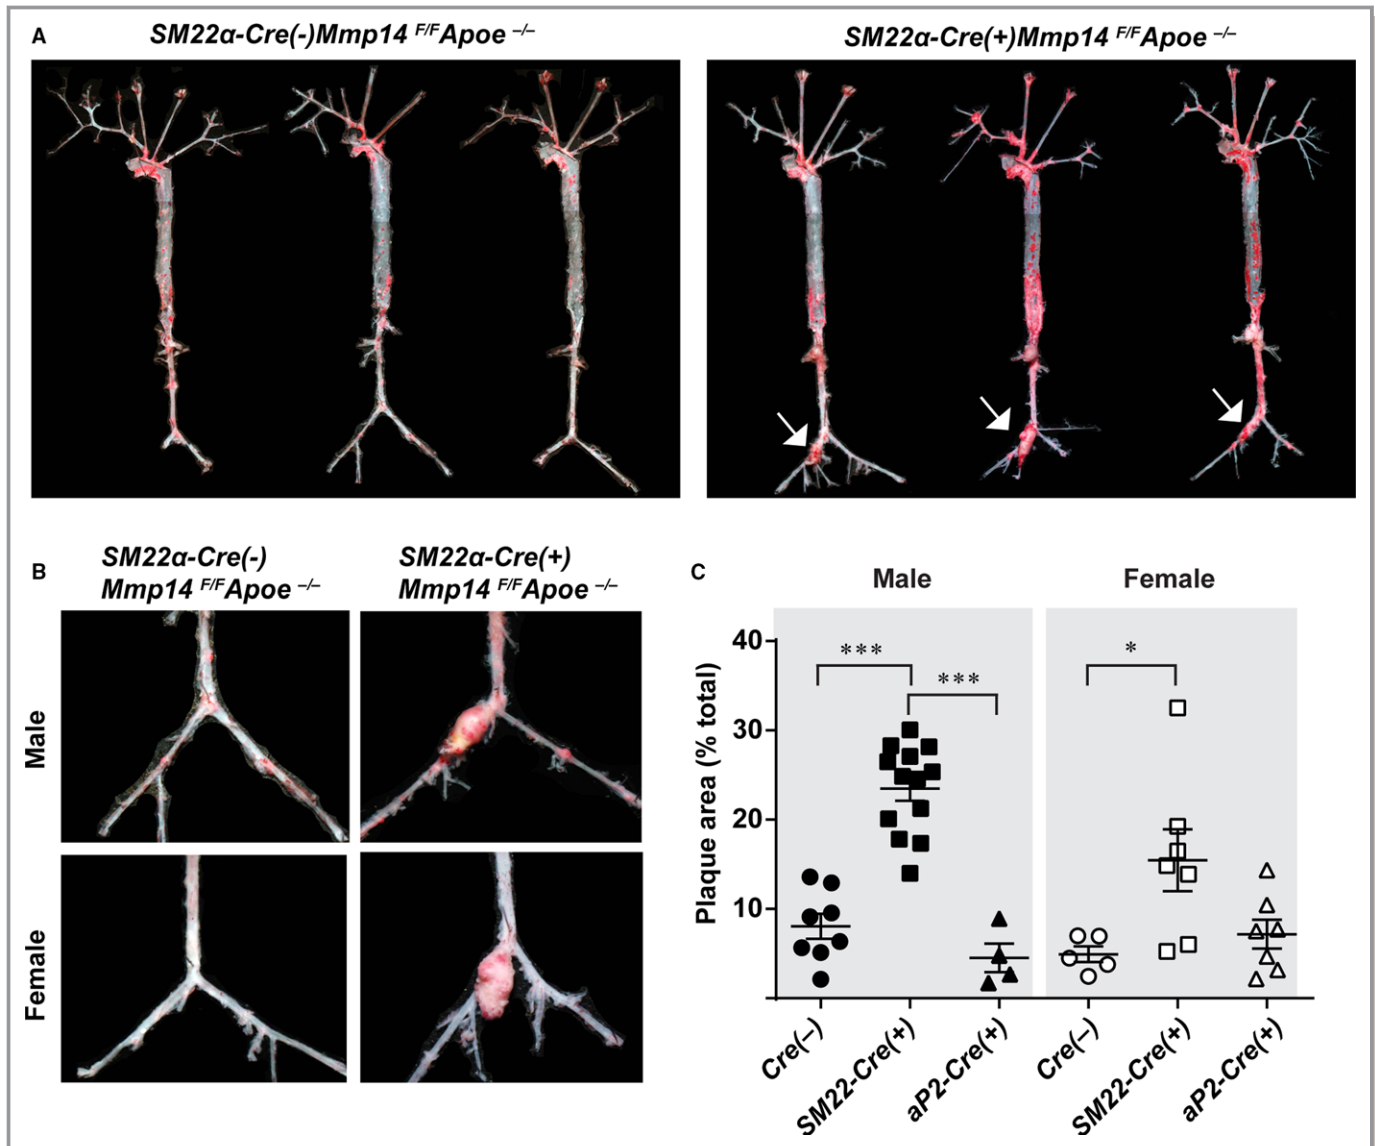 A
SM22α-Cre(-)Mmp14 F/F Apoe –/–
SM22α-Cre(+)Mmp14 F/F Apoe –/–
B
SM22α-Cre(-)
Mmp14 F/F Apoe –/–
SM22α-Cre(+)
Mmp14 F/F Apoe –/–
Male
Female
C
Male
Female
Plaque area (% total)
40
30
20
10
***
***
*
Cre(–)
SM22-Cre(+)
aP2-Cre(+)
Cre(–)
SM22-Cre(+)
aP2-Cre(+)